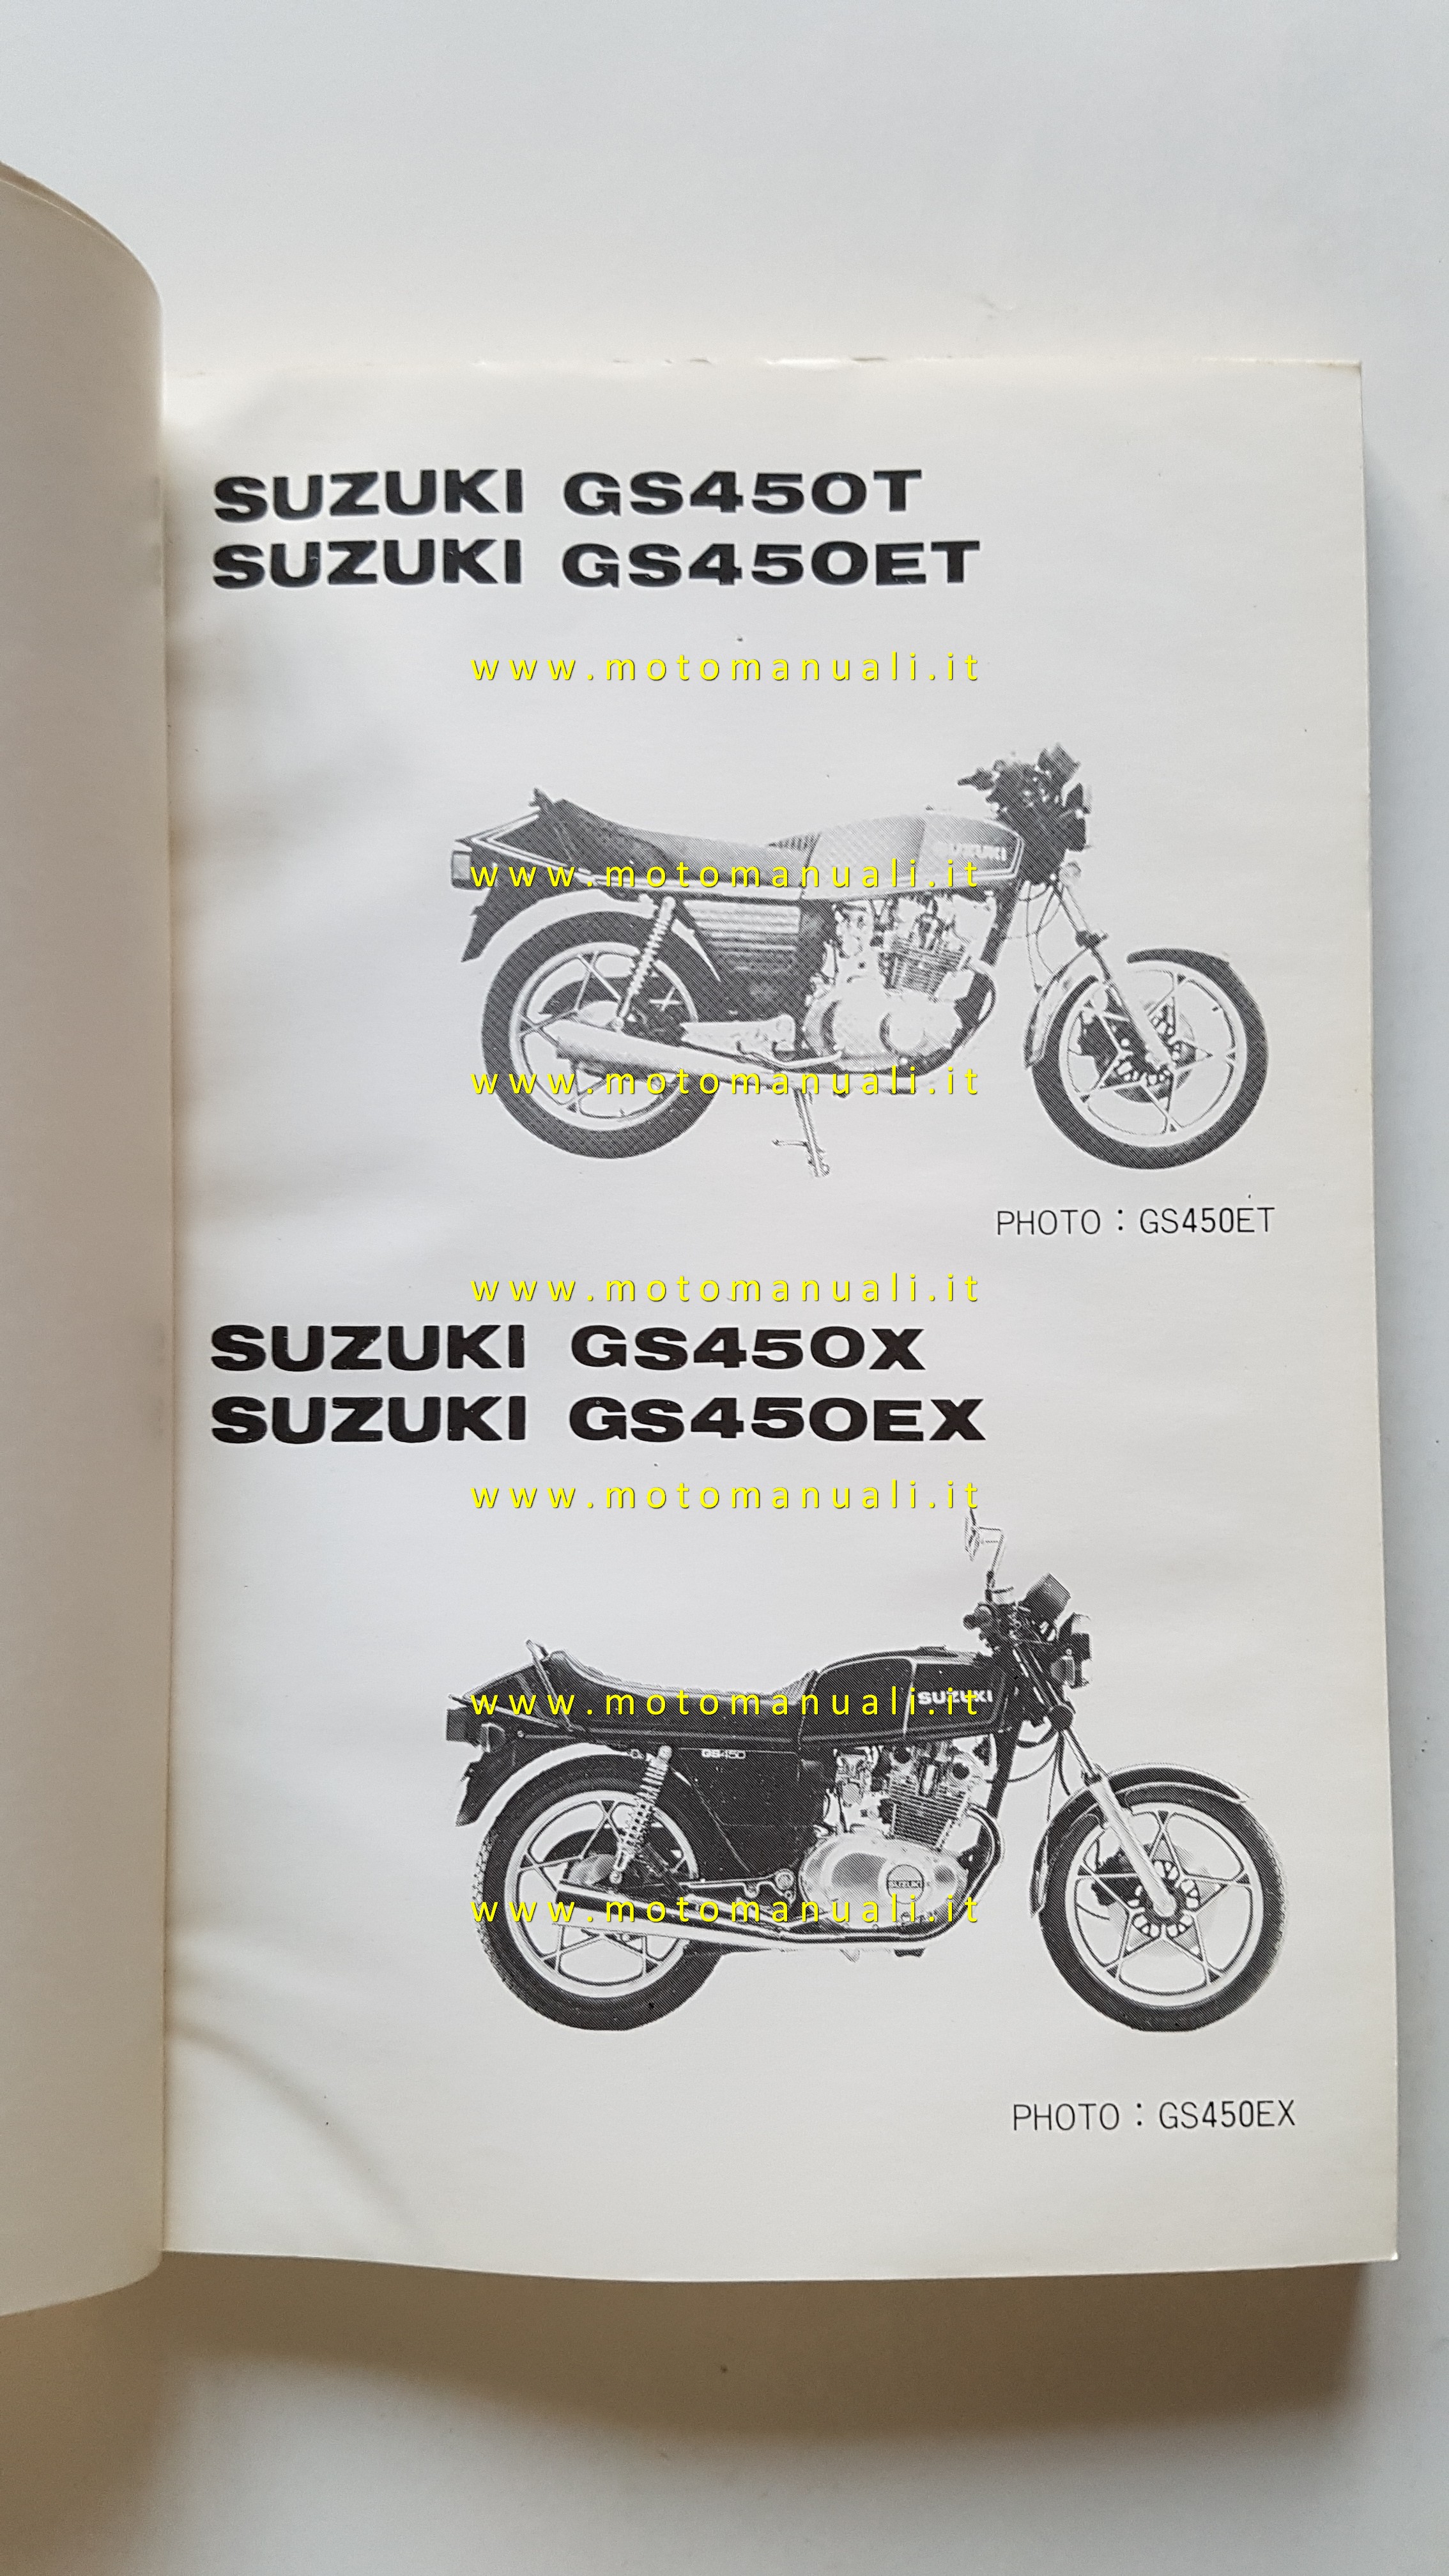 SUZUKI GS450T
SUZUKI GS450ET
www.motomanuali.it
SUZUKI
www.motomanuali.it
www.motomanuali.it
PHOTO : GS450ET
www.motomanuali.it
SUZUKI GS450X
SUZUKI GS450EX
www.motomanuali.it
SUZUKI
www.motomanuali.it
GS450
SUZUKI
www.motomanuali.it
PHOTO : GS450EX